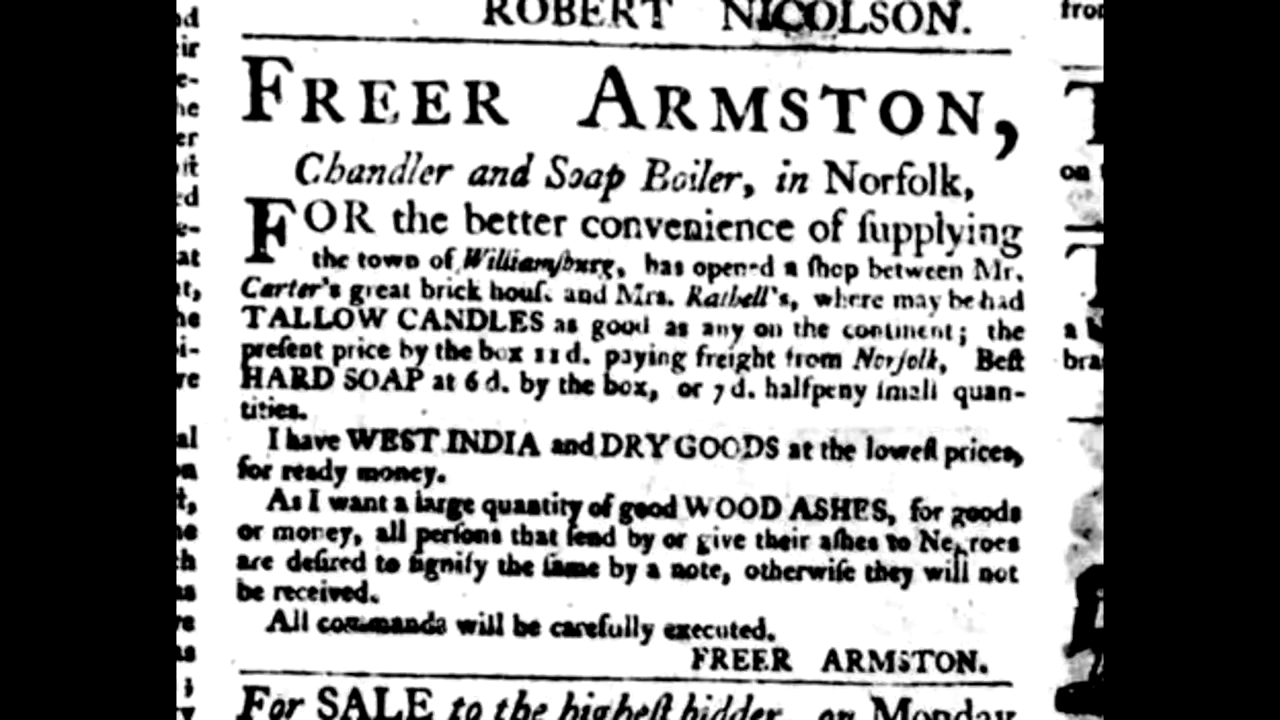 ROBERT NICOLSON.
FREER ARMSTON,
Chandler and Soap Boiler, in Norfolk,
FOR the better convenience of ſupplying
the town of Williamſburg, has opened a ſhop between Mr.
Carter's great brick houſe and Mrs. Rathell's, where may be had
TALLOW CANDLES as good as any on the continent; the
preſent price by the box 11 d. paying freight from Norfolk, Beſt
HARD SOAP at 6 d. by the box, or 7 d. halfpeny ſmall quan-
tities.
I have WEST INDIA and DRY GOODS at the loweſt prices,
for ready money.
As I want a large quantity of good WOOD ASHES, for goods
or money, all perſons that ſend by or give their aſhes to Negroes
are deſired to ſignify the ſame by a note, otherwiſe they will not
be received.
All commands will be carefully executed.
FREER ARMSTON.
For SALE to the higheſt bidder, on Monday